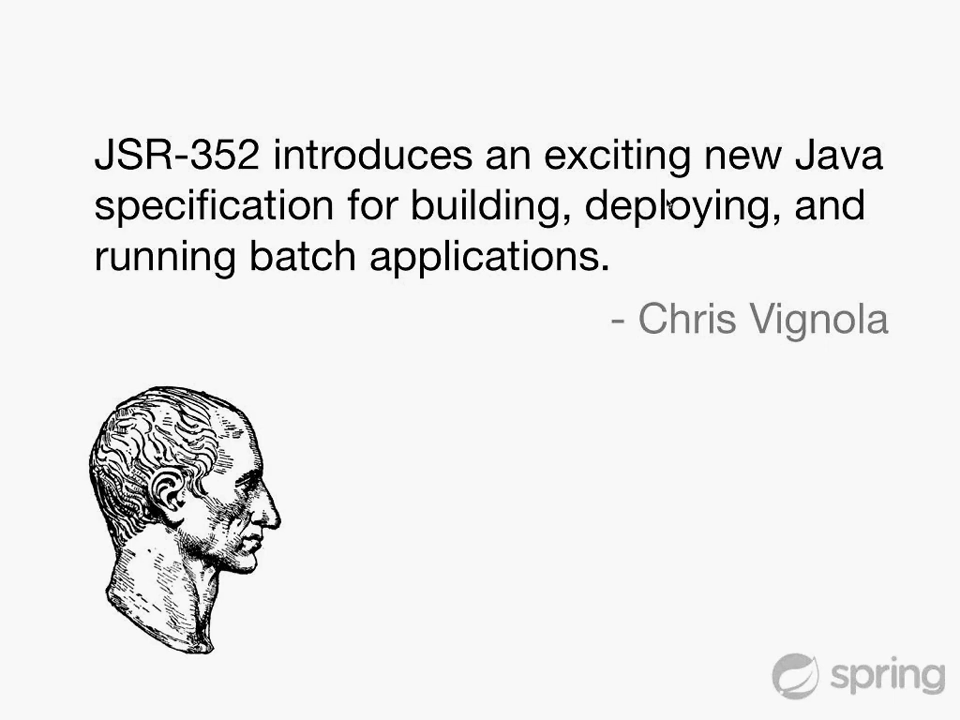 JSR-352 introduces an exciting new Java
specification for building, deploying, and
running batch applications.
- Chris Vignola
spring